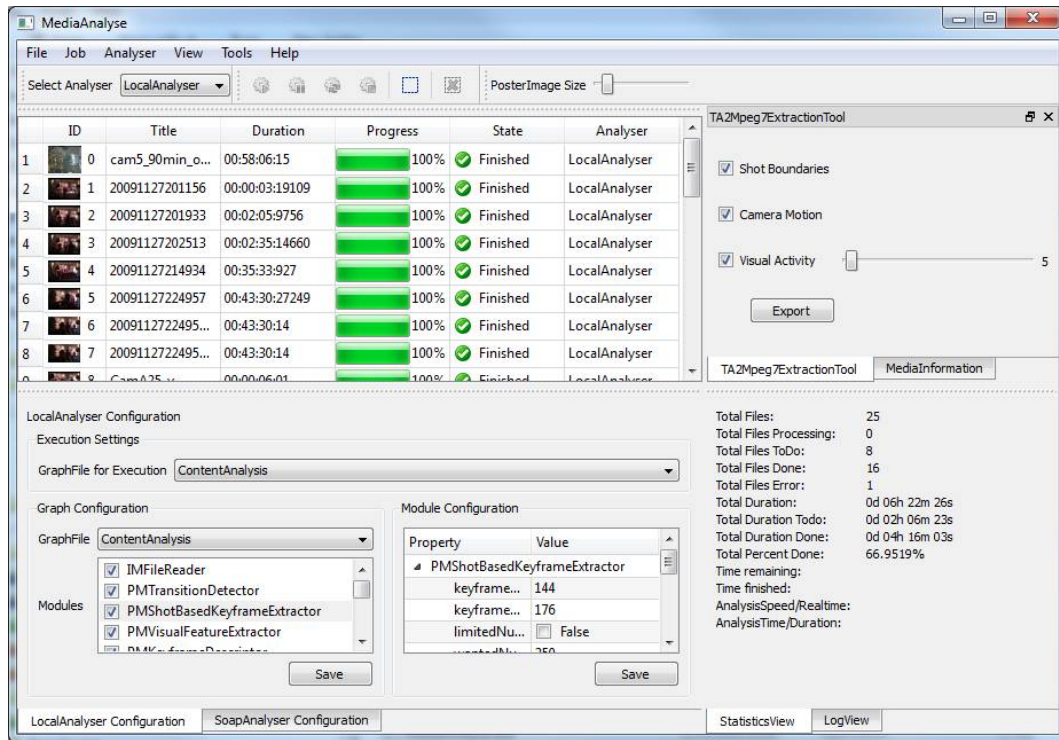 MediaAnalyse
File Job Analyser View Tools Help
Select Analyser LocalAnalyser PosterImage Size
ID Title Duration Progress State Analyser
1 0 cam5_90min_o... 00:58:06:15 100% Finished LocalAnalyser
2 1 20091127201156 00:00:03:19109 100% Finished LocalAnalyser
3 2 20091127201933 00:02:05:9756 100% Finished LocalAnalyser
4 3 20091127202513 00:02:35:14660 100% Finished LocalAnalyser
5 4 20091127214934 00:35:33:927 100% Finished LocalAnalyser
6 5 20091127224957 00:43:30:27249 100% Finished LocalAnalyser
7 6 2009112722495... 00:43:30:14 100% Finished LocalAnalyser
8 7 2009112722495... 00:43:30:14 100% Finished LocalAnalyser
100% Finished LocalAnalyser
TA2Mpeg7ExtractionTool
Shot Boundaries
Camera Motion
Visual Activity 5
Export
TA2Mpeg7ExtractionTool MediaInformation
LocalAnalyser Configuration
Execution Settings
GraphFile for Execution ContentAnalysis
Graph Configuration
GraphFile ContentAnalysis
Modules
IMFileReader
PMTransitionDetector
PMShotBasedKeyframeExtractor
PMVisualFeatureExtractor
PMKeyframeDescriptor
Save
Module Configuration
Property Value
PMShotBasedKeyframeExtractor
keyframe... 144
keyframe... 176
limitedNu... False
wantedNu... 250
Save
LocalAnalyser Configuration SoapAnalyser Configuration
Total Files: 25
Total Files Processing: 0
Total Files ToDo: 8
Total Files Done: 16
Total Files Error: 1
Total Duration: 0d 06h 22m 26s
Total Duration Todo: 0d 02h 06m 23s
Total Duration Done: 0d 04h 16m 03s
Total Percent Done: 66.9519%
Time remaining:
Time finished:
AnalysisSpeed/Realtime:
AnalysisTime/Duration:
StatisticsView LogView